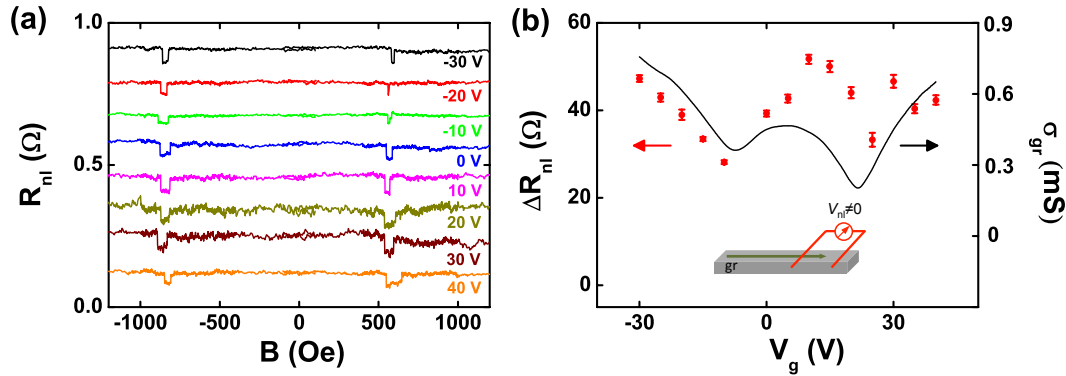 (a)
1.0
0.5
0.0
R_nl (Ω)
-30 V
-20 V
-10 V
0 V
10 V
20 V
30 V
40 V
-1000 -500 0 500 1000
B (Oe)
(b)
60
40
20
0
ΔR_nl (Ω)
V_nl≠0
gr
0.9
0.6
0.3
0
σ_gr (mS)
-30 0 30
V_g (V)